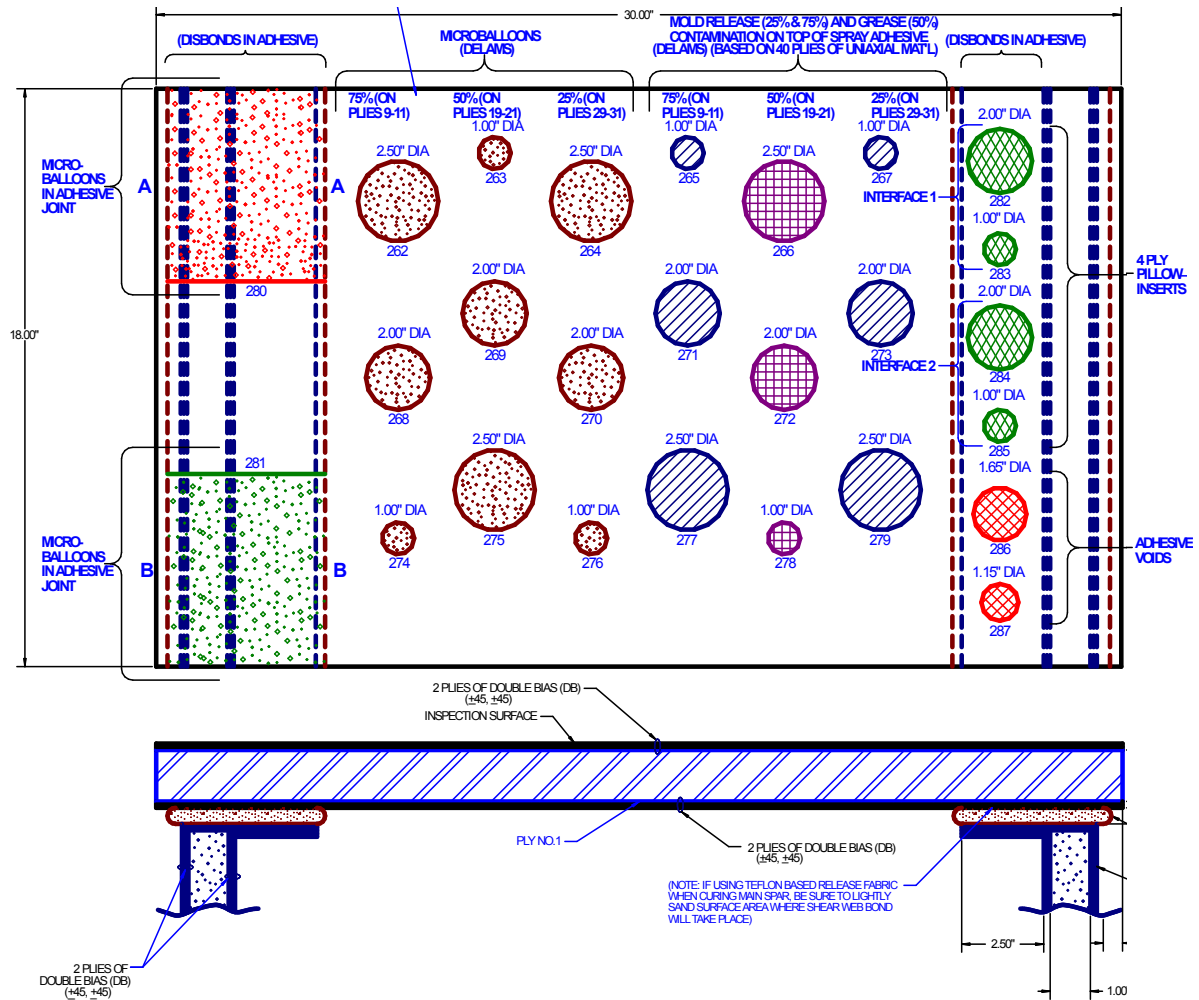 30.00"
(DISBONDS IN ADHESIVE)
MICROBALLOONS
(DELAMS)
MOLD RELEASE (25% & 75%) AND GREASE (50%)
CONTAMINATION ON TOP OF SPRAY ADHESIVE
(DELAMS) (BASED ON 40 PLIES OF UNIAXIAL MAT'L)
(DISBONDS IN ADHESIVE)
75% (ON
PLIES 9-11)
50% (ON
PLIES 19-21)
25% (ON
PLIES 29-31)
75% (ON
PLIES 9-11)
50% (ON
PLIES 19-21)
25% (ON
PLIES 29-31)
2.50" DIA
262
1.00" DIA
263
2.50" DIA
264
1.00" DIA
265
2.50" DIA
266
1.00" DIA
267
2.00" DIA
282
MICRO-
BALLOONS
IN ADHESIVE
JOINT
A
A
INTERFACE 1
1.00" DIA
283
4 PLY
PILLOW-
INSERTS
280
18.00"
2.00" DIA
268
2.00" DIA
269
2.00" DIA
270
2.00" DIA
271
2.00" DIA
272
2.00" DIA
273
2.00" DIA
284
INTERFACE 2
1.00" DIA
285
281
MICRO-
BALLOONS
IN ADHESIVE
JOINT
B
B
1.00" DIA
274
2.50" DIA
275
1.00" DIA
276
2.50" DIA
277
1.00" DIA
278
2.50" DIA
279
1.65" DIA
286
ADHESIVE
VOIDS
1.15" DIA
287
2 PLIES OF DOUBLE BIAS (DB)
(±45, ±45)
INSPECTION SURFACE
PLY NO.1
2 PLIES OF DOUBLE BIAS (DB)
(±45, ±45)
(NOTE: IF USING TEFLON BASED RELEASE FABRIC
WHEN CURING MAIN SPAR, BE SURE TO LIGHTLY
SAND SURFACE AREA WHERE SHEAR WEB BOND
WILL TAKE PLACE)
2.50"
2 PLIES OF
DOUBLE BIAS (DB)
(±45, ±45)
1.00